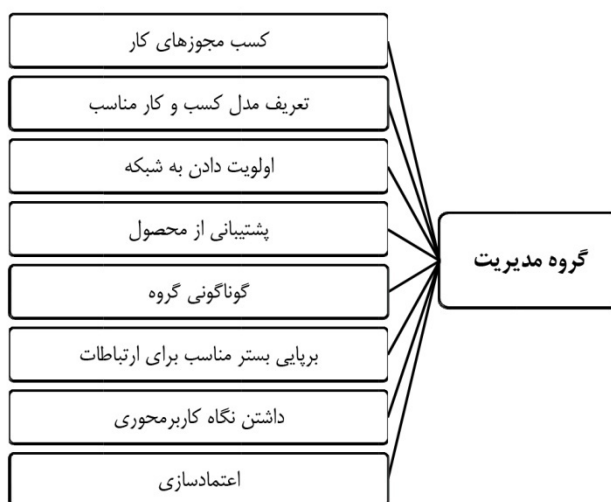 گروه مدیریت
کسب مجوزهای کار
تعریف مدل کسب و کار مناسب
اولویت دادن به شبکه
پشتیبانی از محصول
گوناگونی گروه
برپایی بستر مناسب برای ارتباطات
داشتن نگاه کاربرمحوری
اعتمادسازی